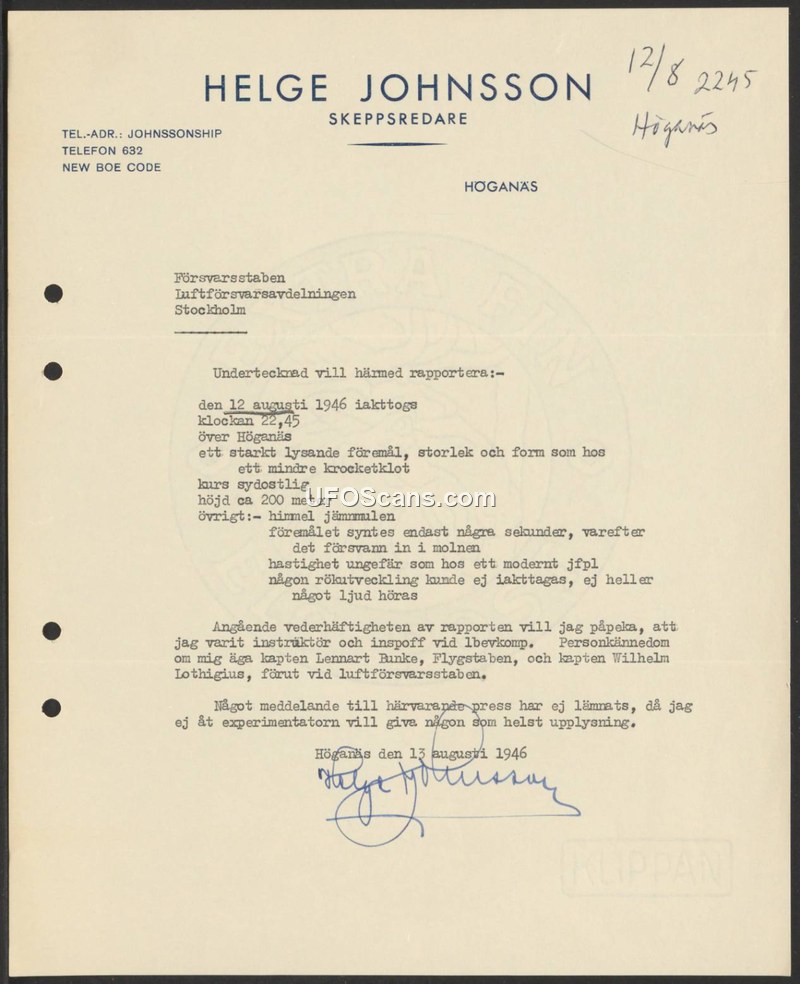 HELGE JOHNSSON
SKEPPSREDARE
12/8 2245
Höganäs
TEL.-ADR.: JOHNSSONSHIP
TELEFON 632
NEW BOE CODE
HÖGANÄS
Försvarsstaben
Luftförsvarsavdelningen
Stockholm
Undertecknad vill härmed rapportera:-
den 12 augusti 1946 iakttogs
klockan 22,45
över Höganäs
ett starkt lysande föremål, storlek och form som hos
ett mindre krocketklot
kurs sydostlig
höjd ca 200 meter
UFOScans.com
övrigt:- himmel jämnmulen
föremålet syntes endast några sekunder, varefter
det försvann in i molnen
hastighet ungefär som hos ett modernt jfpl
någon rökutveckling kunde ej iakttagas, ej heller
något ljud höras
Angående vederhäftigheten av rapporten vill jag påpeka, att
jag varit instruktör och inspoff vid lbevkomp. Personkännedom
om mig äga kapten Lennart Bunke, Flygstaben, och kapten Wilhelm
Lothigius, förut vid luftförsvarsstaben.
Något meddelande till härvarande press har ej lämnats, då jag
ej åt experimentatorn vill giva någon som helst upplysning.
Höganäs den 13 augusti 1946
Helge Johnsson
KLIPPAN